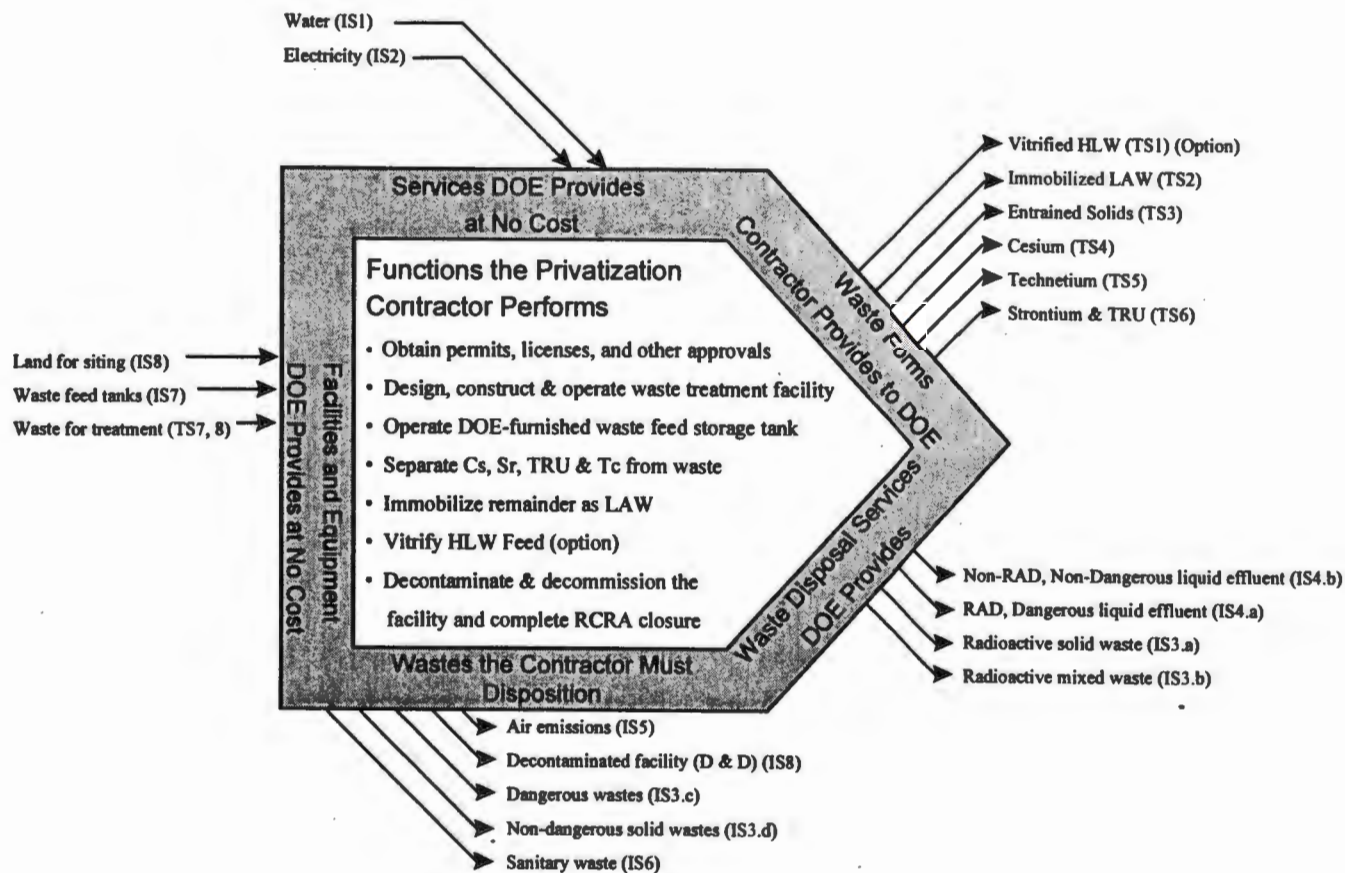 Water (IS1)
Electricity (IS2)
Services DOE Provides
at No Cost
Functions the Privatization
Contractor Performs
• Obtain permits, licenses, and other approvals
• Design, construct & operate waste treatment facility
• Operate DOE-furnished waste feed storage tank
• Separate Cs, Sr, TRU & Tc from waste
• Immobilize remainder as LAW
• Vitrify HLW Feed (option)
• Decontaminate & decommission the
facility and complete RCRA closure
Land for siting (IS8)
Waste feed tanks (IS7)
Waste for treatment (TS7, 8)
Facilities and Equipment
DOE Provides at No Cost
Waste Forms
Contractor Provides to DOE
Vitrified HLW (TS1) (Option)
Immobilized LAW (TS2)
Entrained Solids (TS3)
Cesium (TS4)
Technetium (TS5)
Strontium & TRU (TS6)
Waste Disposal Services
DOE Provides
Non-RAD, Non-Dangerous liquid effluent (IS4.b)
RAD, Dangerous liquid effluent (IS4.a)
Radioactive solid waste (IS3.a)
Radioactive mixed waste (IS3.b)
Wastes the Contractor Must
Disposition
Air emissions (IS5)
Decontaminated facility (D & D) (IS8)
Dangerous wastes (IS3.c)
Non-dangerous solid wastes (IS3.d)
Sanitary waste (IS6)